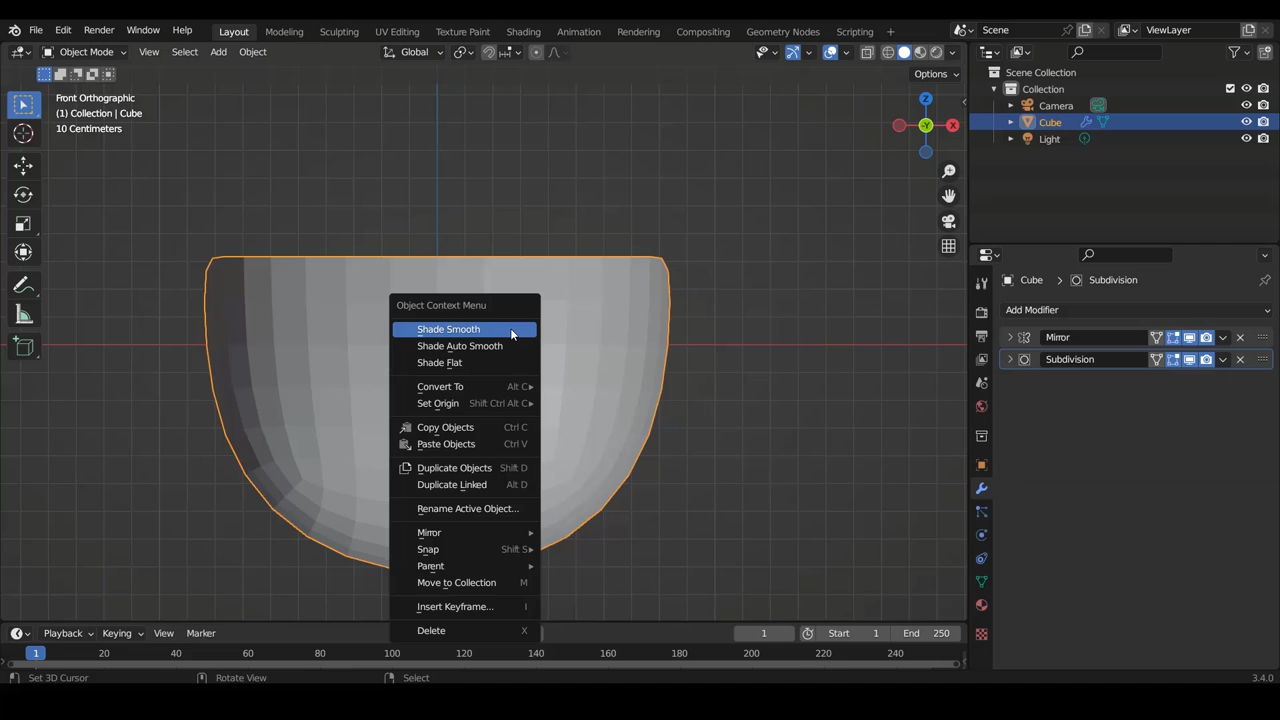 File Edit Render Window Help Layout Modeling Sculpting UV Editing Texture Paint Shading Animation Rendering Compositing Geometry Nodes Scripting + Scene ViewLayer
Object Mode View Select Add Object Global
Options
Front Orthographic
(1) Collection | Cube
10 Centimeters
Z
-Y
X
Scene Collection
Collection
Camera
Cube
Light
Cube > Subdivision
Add Modifier
Mirror
Subdivision
Object Context Menu
Shade Smooth
Shade Auto Smooth
Shade Flat
Convert To Alt C
Set Origin Shift Ctrl Alt C
Copy Objects Ctrl C
Paste Objects Ctrl V
Duplicate Objects Shift D
Duplicate Linked Alt D
Rename Active Object...
Mirror
Snap Shift S
Parent
Move to Collection M
Insert Keyframe... I
Delete X
Playback Keying View Marker 1 Start 1 End 250
1 20 40 60 80 100 120 140 160 180 200 220 240
Set 3D Cursor Rotate View Select 3.4.0